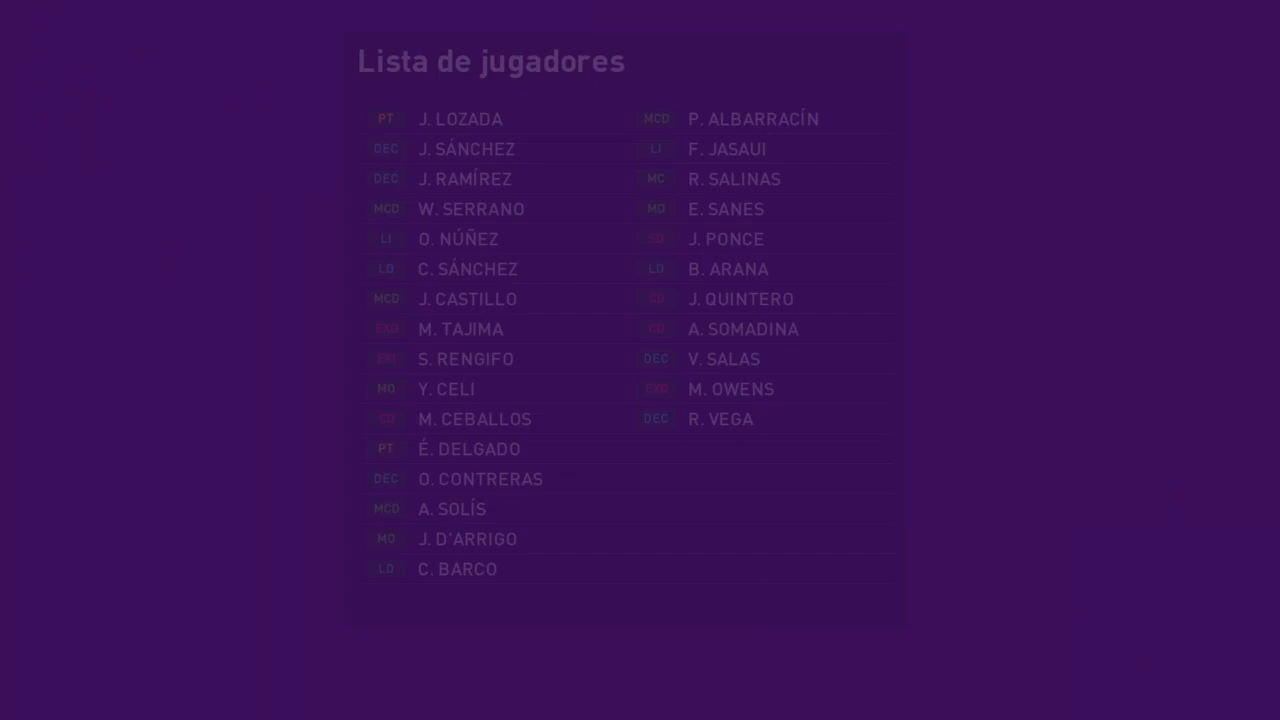 Lista de jugadores
PT J. LOZADA
DEC J. SÁNCHEZ
DEC J. RAMÍREZ
MCD W. SERRANO
LI O. NÚÑEZ
LD C. SÁNCHEZ
MCD J. CASTILLO
EXD M. TAJIMA
EXI S. RENGIFO
MO Y. CELI
CD M. CEBALLOS
PT É. DELGADO
DEC O. CONTRERAS
MCD A. SOLÍS
MO J. D'ARRIGO
LD C. BARCO
MCD P. ALBARRACÍN
LI F. JASAUI
MC R. SALINAS
MO E. SANES
SD J. PONCE
LD B. ARANA
CD J. QUINTERO
CD A. SOMADINA
DEC V. SALAS
EXD M. OWENS
DEC R. VEGA